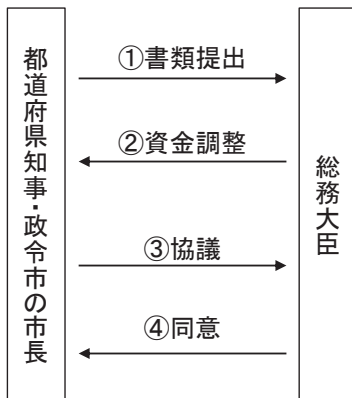 都道府県知事・政令市の市長
①書類提出
②資金調整
③協議
④同意
総務大臣